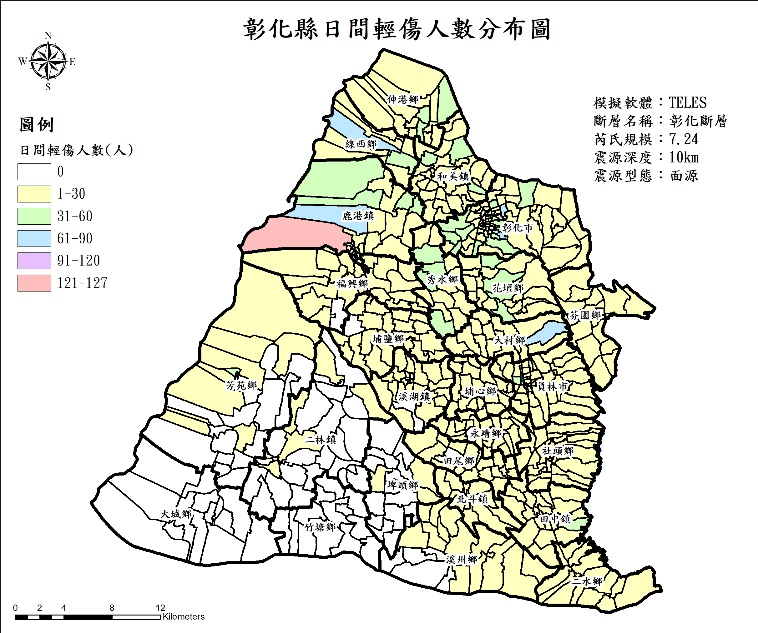 彰化縣日間輕傷人數分布圖
N
W
E
S
模擬軟體：TELES
斷層名稱：彰化斷層
芮氏規模：7.24
震源深度：10km
震源型態：面源
圖例
日間輕傷人數(人)
0
1-30
31-60
61-90
91-120
121-127
伸港鄉
線西鄉
和美鎮
鹿港鎮
彰化市
福興鄉
秀水鄉
花壇鄉
芬園鄉
埔鹽鄉
大村鄉
芳苑鄉
溪湖鎮
埔心鄉
員林市
二林鎮
永靖鄉
田尾鄉
社頭鄉
埤頭鄉
北斗鎮
大城鄉
竹塘鄉
田中鎮
溪州鄉
二水鄉
0 2 4 8 12
Kilometers